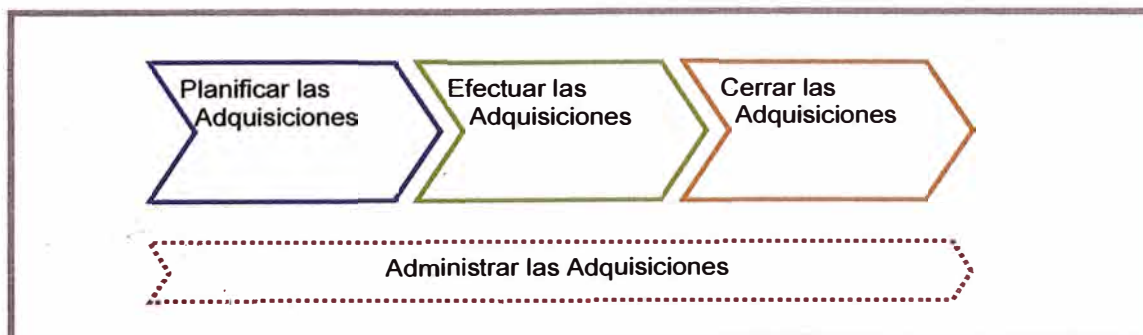 Planificar las
Adquisiciones
Efectuar las
Adquisiciones
Cerrar las
Adquisiciones
Administrar las Adquisiciones